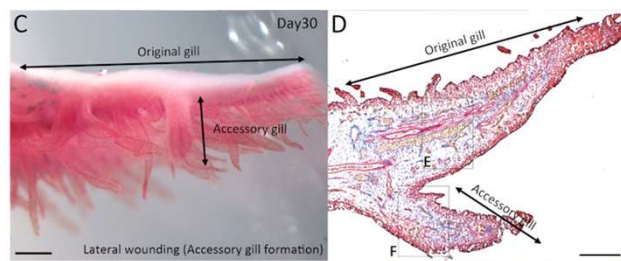 C
Day30
Original gill
Accessory gill
Lateral wounding (Accessory gill formation)
D
Original gill
E
Accessory gill
F